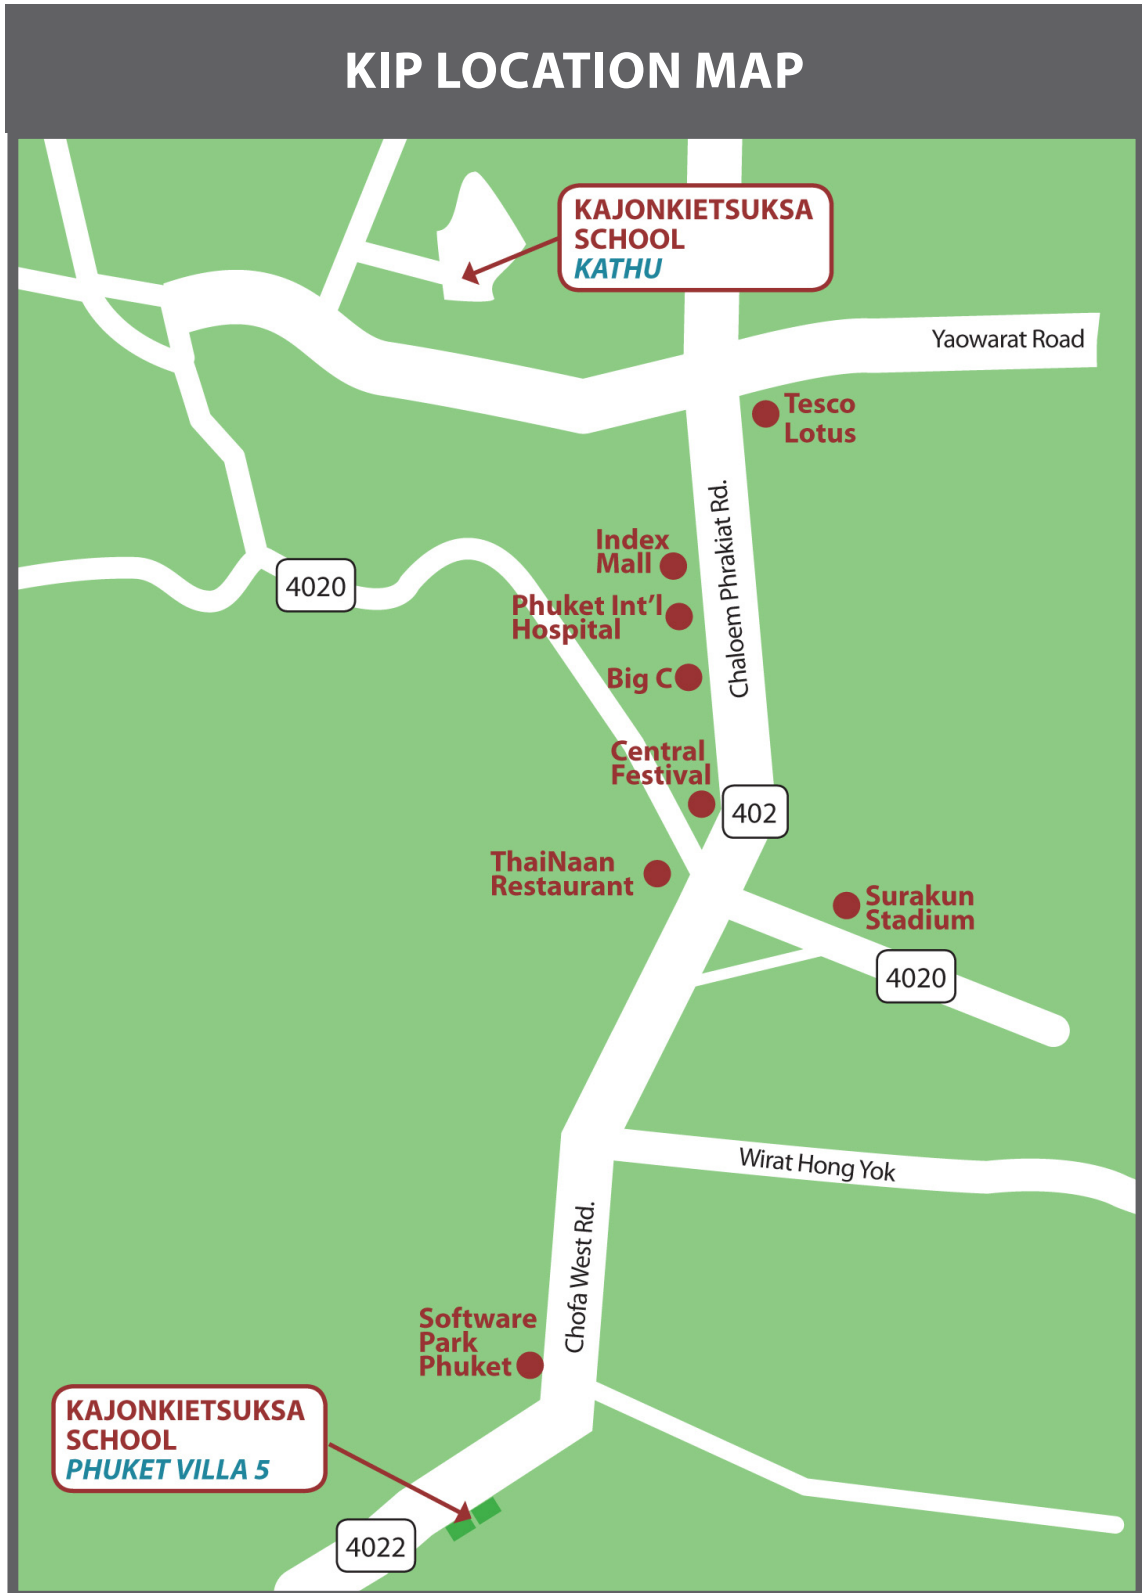 KIP LOCATION MAP
KAJONKIETSUKSA
SCHOOL
KATHU
Yaowarat Road
Tesco
Lotus
Chaloem Phrakiat Rd.
Index
Mall
4020
Phuket Int'l
Hospital
Big C
Central
Festival
402
ThaiNaan
Restaurant
Surakun
Stadium
4020
Wirat Hong Yok
Chofa West Rd.
Software
Park
Phuket
KAJONKIETSUKSA
SCHOOL
PHUKET VILLA 5
4022